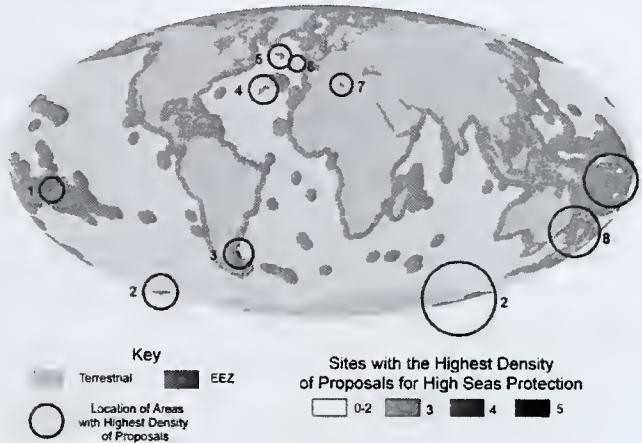 5
6
4
7
1
8
3
2
2
Key
Terrestrial
EEZ
Location of Areas
with Highest Density
of Proposals
Sites with the Highest Density
of Proposals for High Seas Protection
0-2
3
4
5